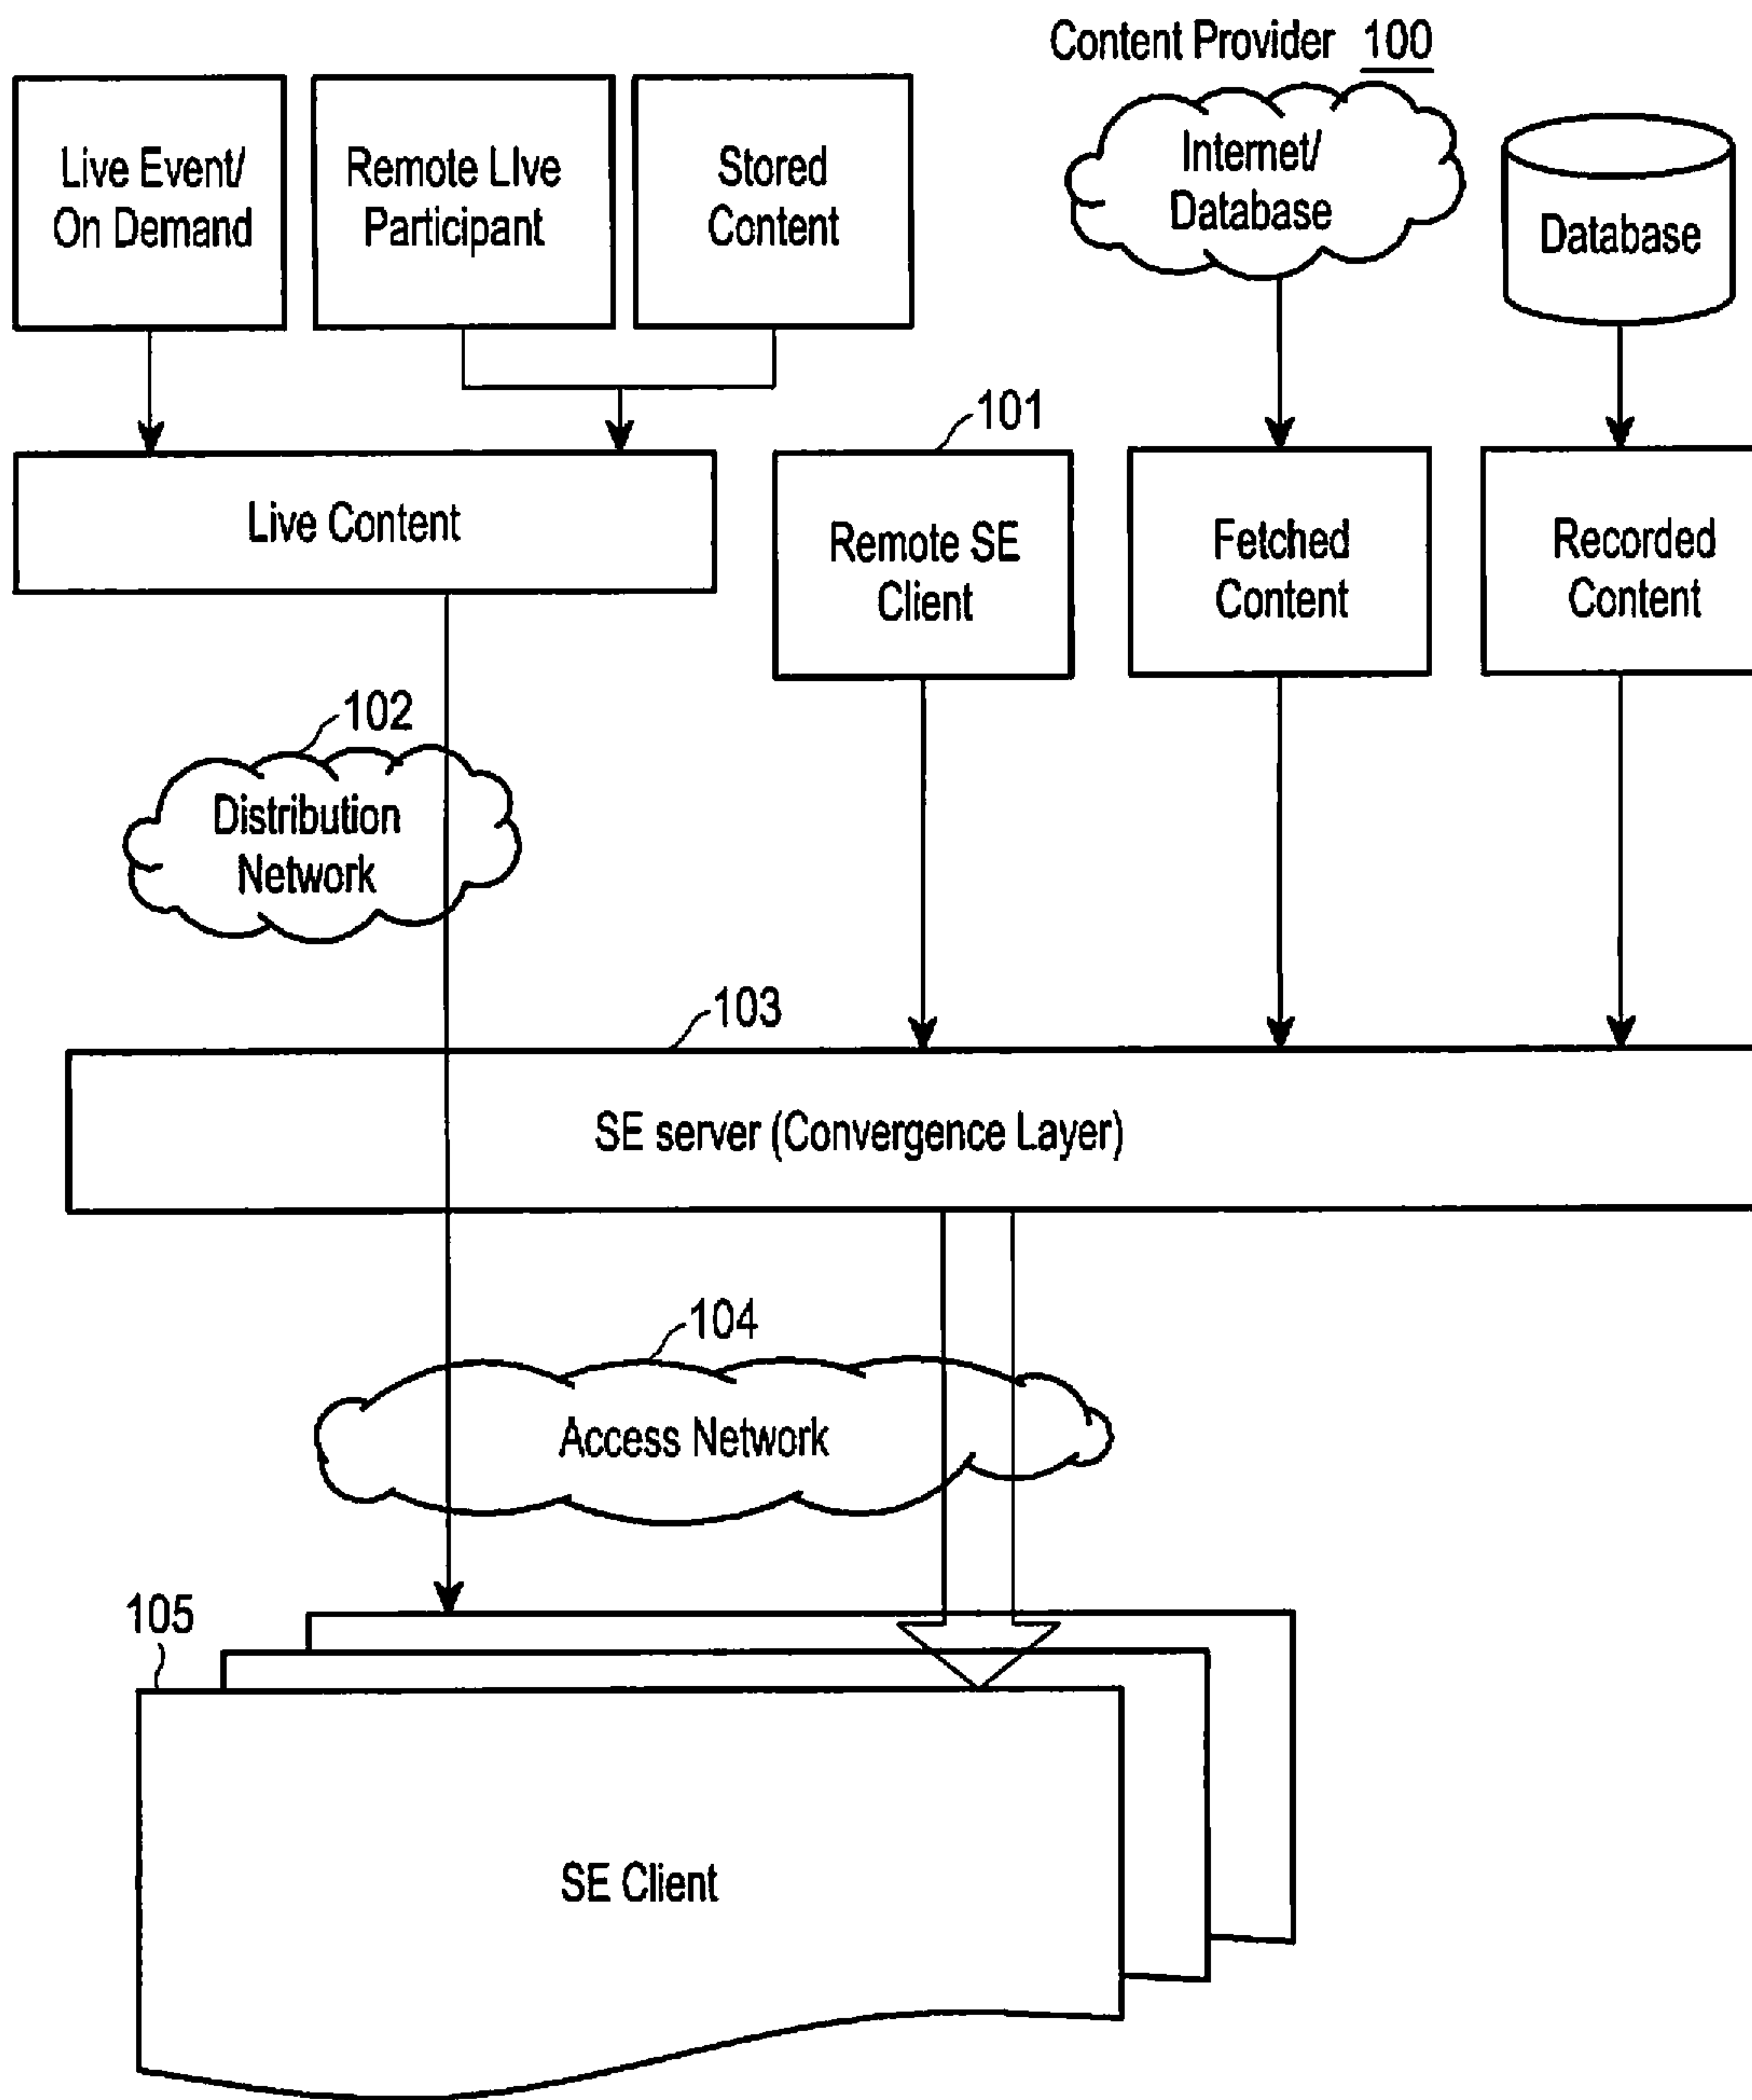 Content Provider 100
Live Event/
On Demand
Remote LIve
Participant
Stored
Content
Internet/
Database
Database
101
Live Content
Remote SE
Client
Fetched
Content
Recorded
Content
102
Distribution
Network
103
SE server (Convergence Layer)
104
Access Network
105
SE Client